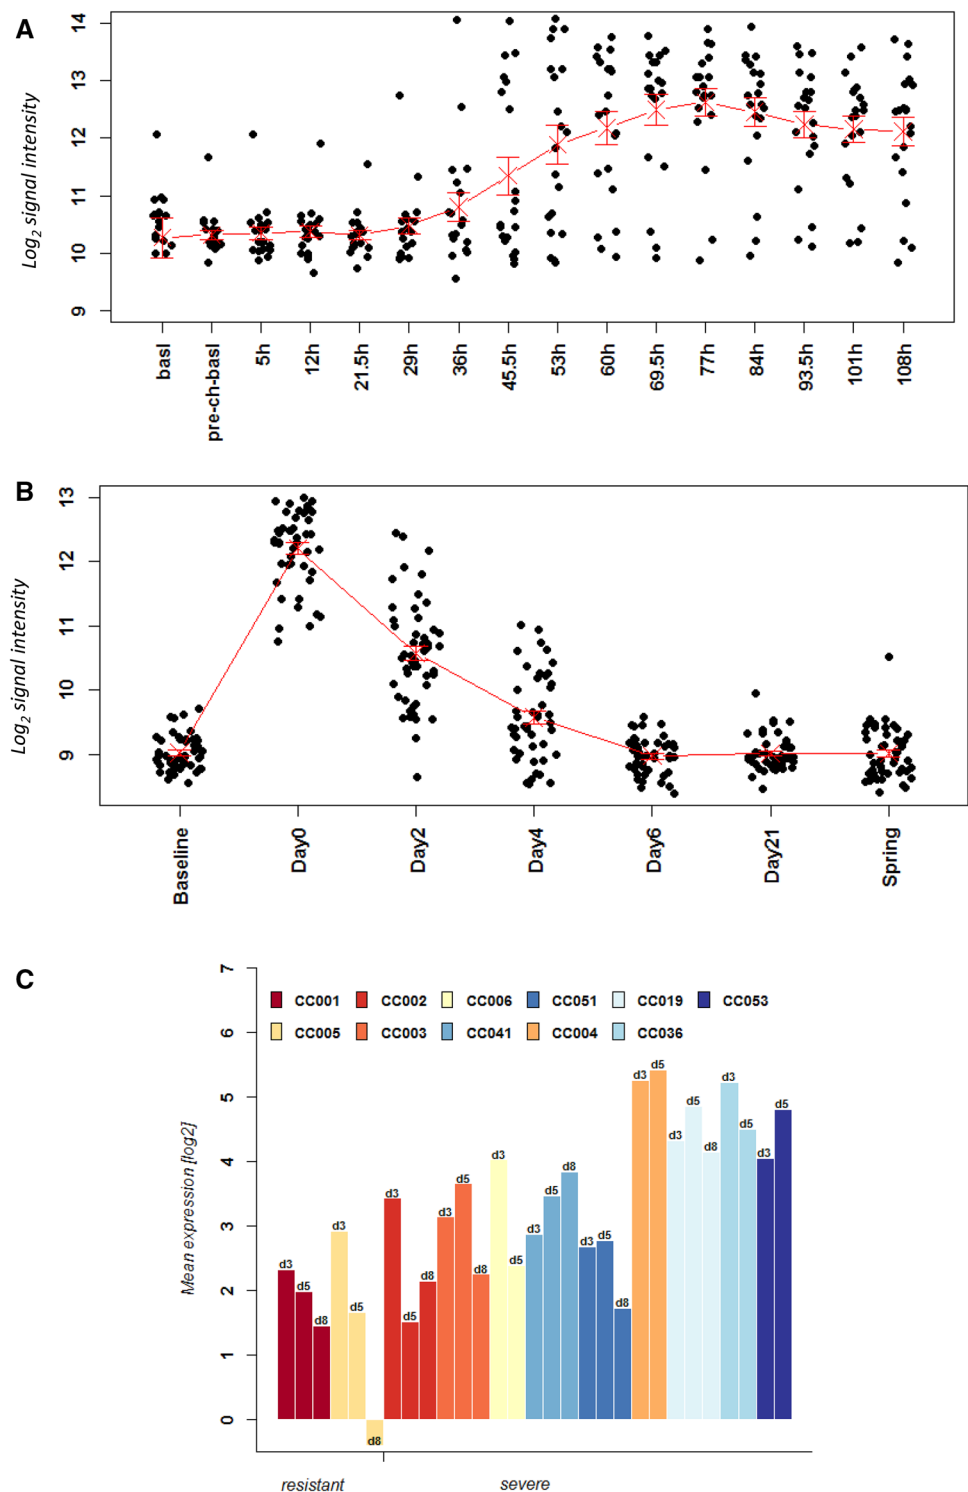 A
Log2 signal intensity
14
13
12
11
10
9
basl
pre-ch-basl
5h
12h
21.5h
29h
36h
45.5h
53h
60h
69.5h
77h
84h
93.5h
101h
108h
B
Log2 signal intensity
13
12
11
10
9
Baseline
Day0
Day2
Day4
Day6
Day21
Spring
C
Mean expression [log2]
7
6
5
4
3
2
1
0
CC001 CC002 CC006 CC051 CC019 CC053
CC005 CC003 CC041 CC004 CC036
d3 d5 d8 d3 d5 d8 d3 d5 d8 d3 d5 d8 d3 d5 d3 d5 d8 d3 d5 d8 d3 d5 d3 d5 d8 d3 d5 d3 d5
resistant severe